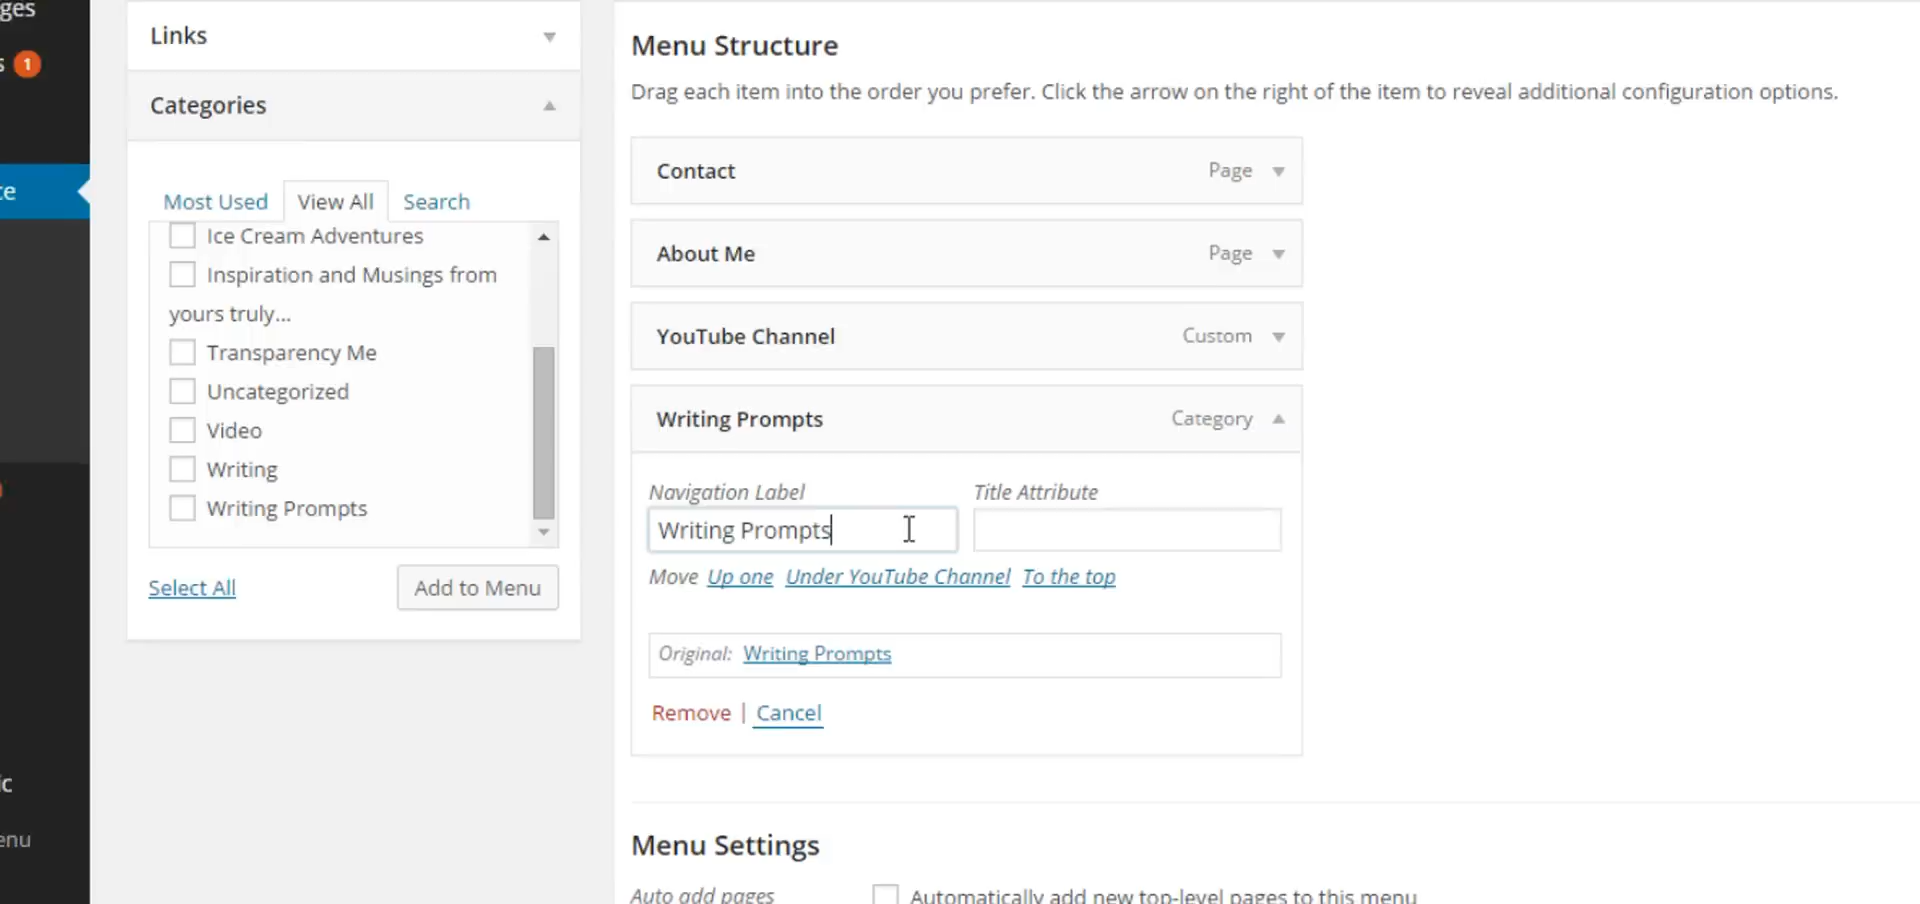 ges
s 1
te
ic
enu
Links
Categories
Most Used View All Search
Ice Cream Adventures
Inspiration and Musings from
yours truly...
Transparency Me
Uncategorized
Video
Writing
Writing Prompts
Select All Add to Menu
Menu Structure
Drag each item into the order you prefer. Click the arrow on the right of the item to reveal additional configuration options.
Contact Page
About Me Page
YouTube Channel Custom
Writing Prompts Category
Navigation Label Title Attribute
Writing Prompts
Move Up one Under YouTube Channel To the top
Original: Writing Prompts
Remove | Cancel
Menu Settings
Auto add pages Automatically add new top-level pages to this menu